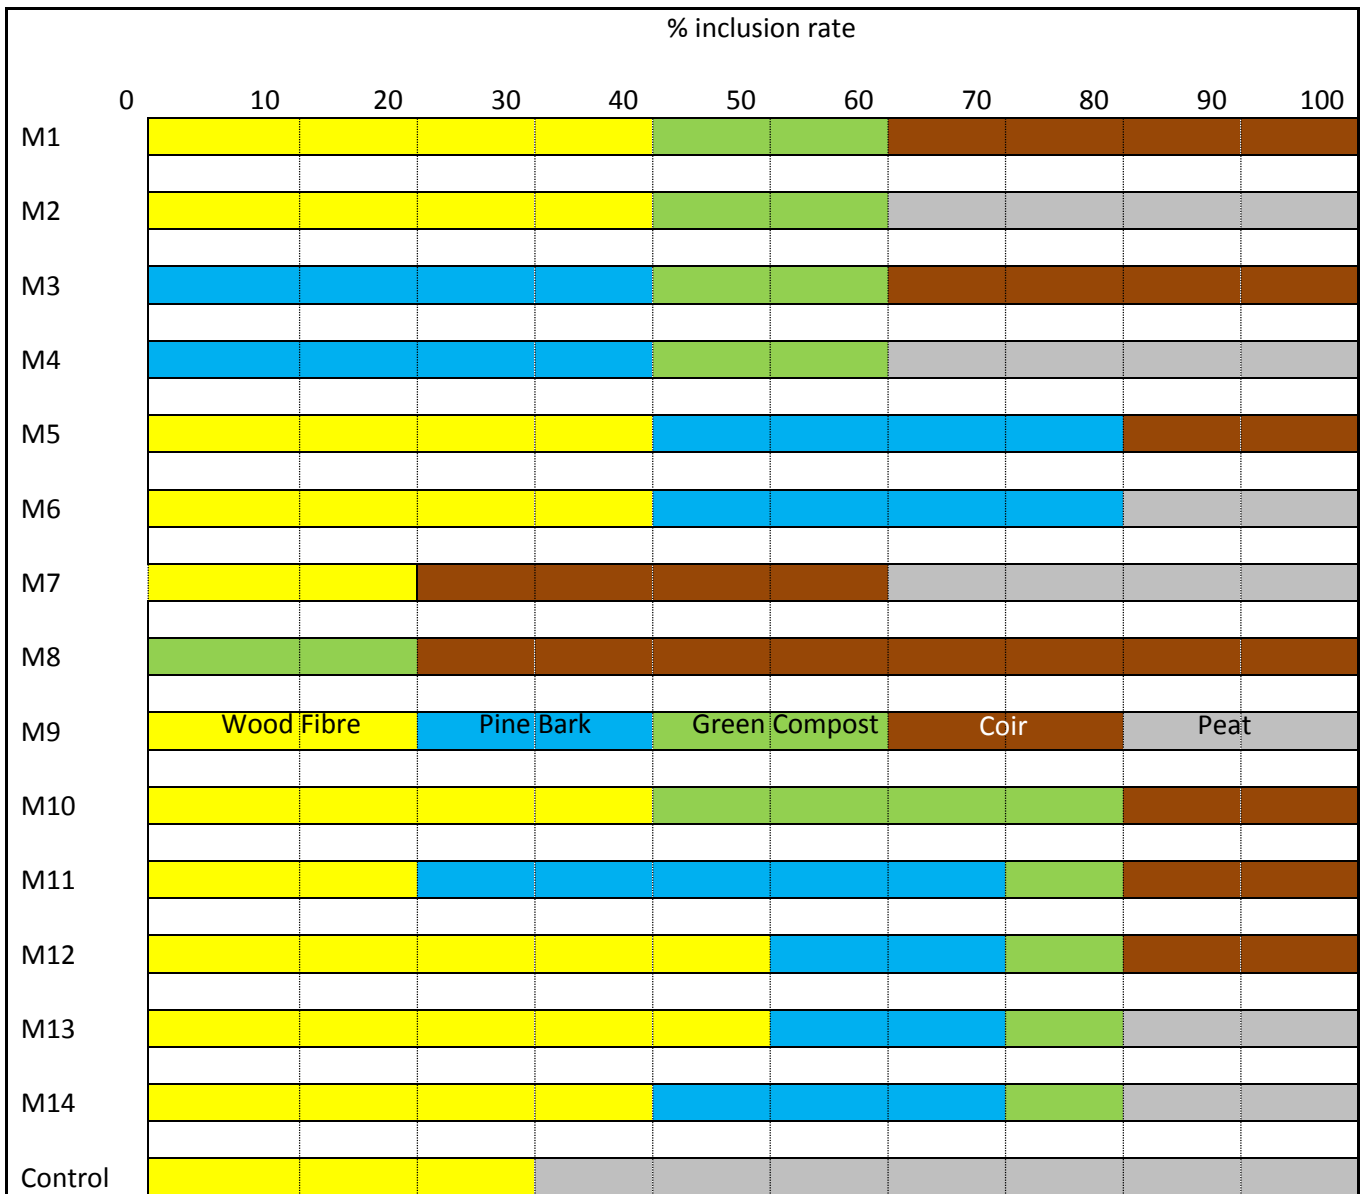 % inclusion rate
0 10 20 30 40 50 60 70 80 90 100
M1
M2
M3
M4
M5
M6
M7
M8
M9 Wood Fibre Pine Bark Green Compost Coir Peat
M10
M11
M12
M13
M14
Control